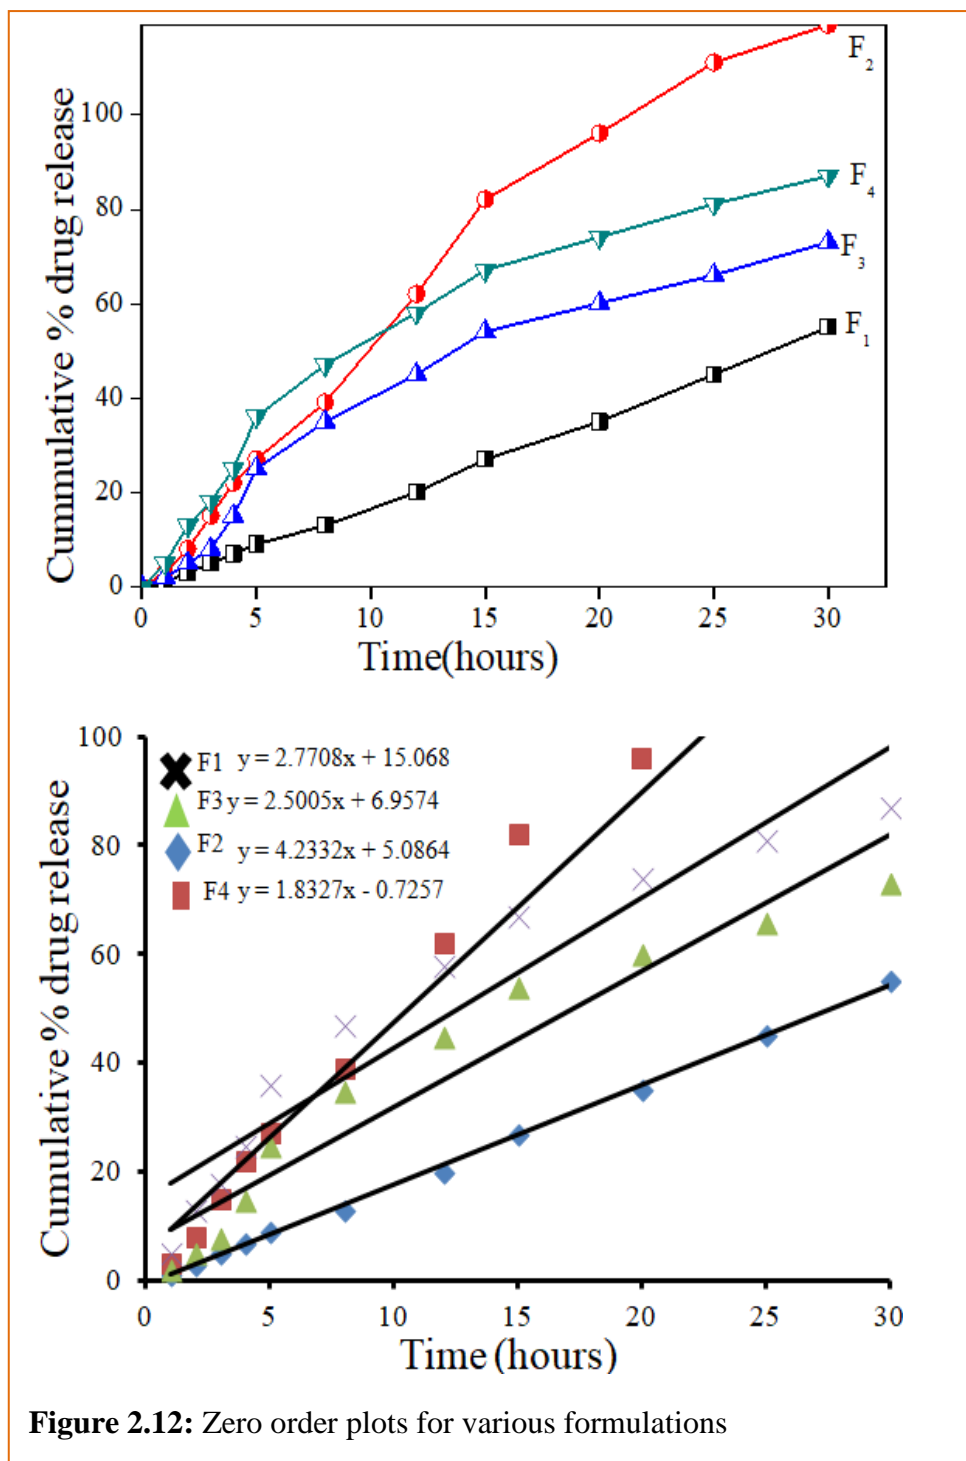 Cummulative % drug release
100
80
60
40
20
0
F2
F4
F3
F1
0 5 10 15 20 25 30
Time(hours)
Cumulative % drug release
100
80
60
40
20
0
F1 y = 2.7708x + 15.068
F3 y = 2.5005x + 6.9574
F2 y = 4.2332x + 5.0864
F4 y = 1.8327x - 0.7257
0 5 10 15 20 25 30
Time (hours)
Figure 2.12: Zero order plots for various formulations